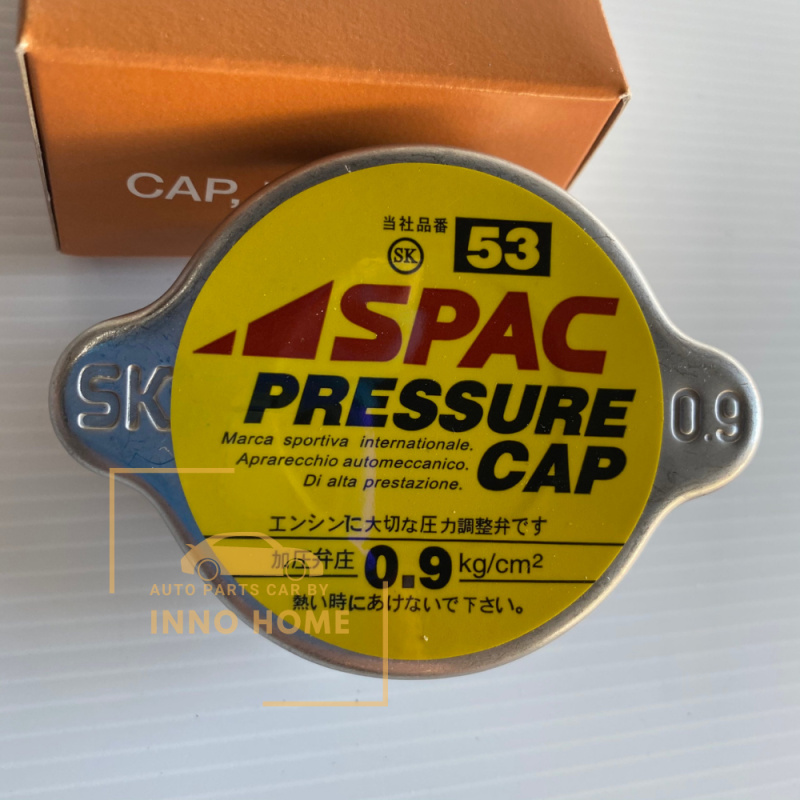 CAP,
当社品番 53
SK
SPAC
PRESSURE
CAP
Marca sportiva internationale.
Aprarecchio automeccanico.
Di alta prestazione.
SK
0.9
エンシンに大切な圧力調整弁です
加圧弁庄 0.9 kg/cm²
熱い時にあけないで下さい。
AUTO PARTS CAR BY
INNO HOME